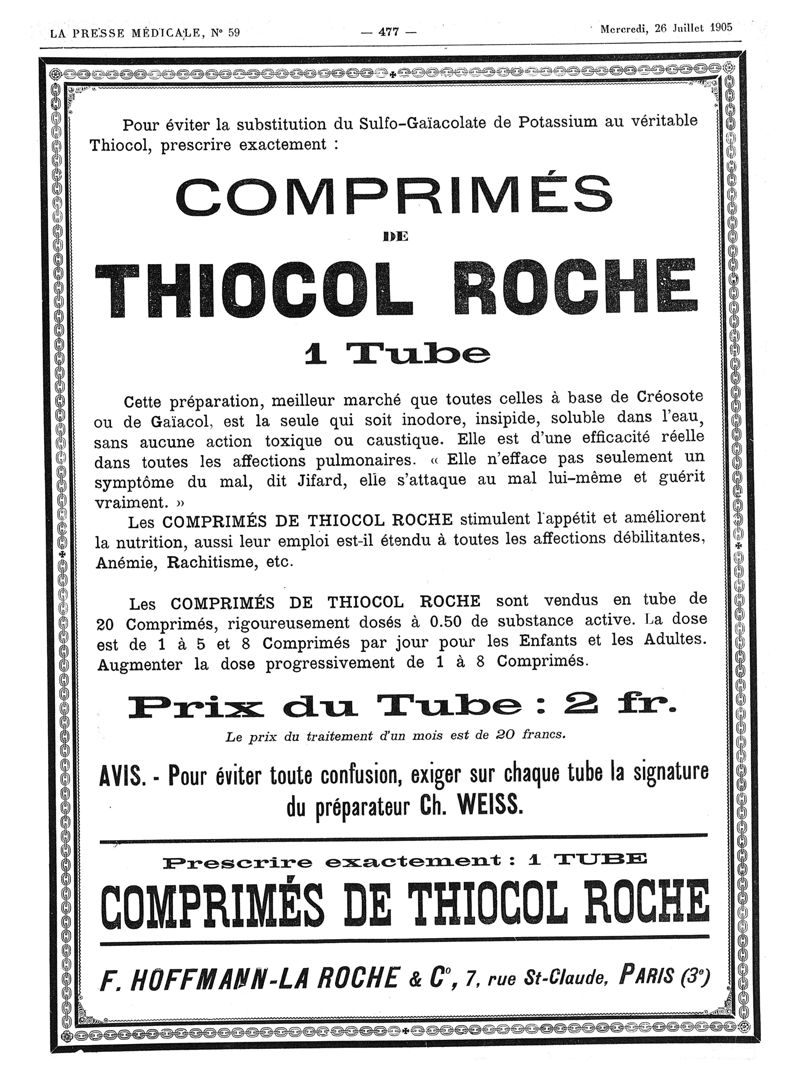 LA PRESSE MÉDICALE, N° 59
— 477 —
Mercredi, 26 Juillet 1905
Pour éviter la substitution du Sulfo-Gaïacolate de Potassium au véritable
Thiocol, prescrire exactement :
COMPRIMÉS
DE
THIOCOL ROCHE
1 Tube
Cette préparation, meilleur marché que toutes celles à base de Créosote
ou de Gaïacol, est la seule qui soit inodore, insipide, soluble dans l'eau,
sans aucune action toxique ou caustique. Elle est d'une efficacité réelle
dans toutes les affections pulmonaires. « Elle n'efface pas seulement un
symptôme du mal, dit Jifard, elle s'attaque au mal lui-même et guérit
vraiment. »
Les COMPRIMÉS DE THIOCOL ROCHE stimulent l'appétit et améliorent
la nutrition, aussi leur emploi est-il étendu à toutes les affections débilitantes,
Anémie, Rachitisme, etc.
Les COMPRIMÉS DE THIOCOL ROCHE sont vendus en tube de
20 Comprimés, rigoureusement dosés à 0.50 de substance active. La dose
est de 1 à 5 et 8 Comprimés par jour pour les Enfants et les Adultes.
Augmenter la dose progressivement de 1 à 8 Comprimés.
Prix du Tube : 2 fr.
Le prix du traitement d'un mois est de 20 francs.
AVIS. - Pour éviter toute confusion, exiger sur chaque tube la signature
du préparateur Ch. WEISS.
Prescrire exactement : 1 TUBE
COMPRIMÉS DE THIOCOL ROCHE
F. HOFFMANN-LA ROCHE & C°, 7, rue St-Claude, PARIS (3e)